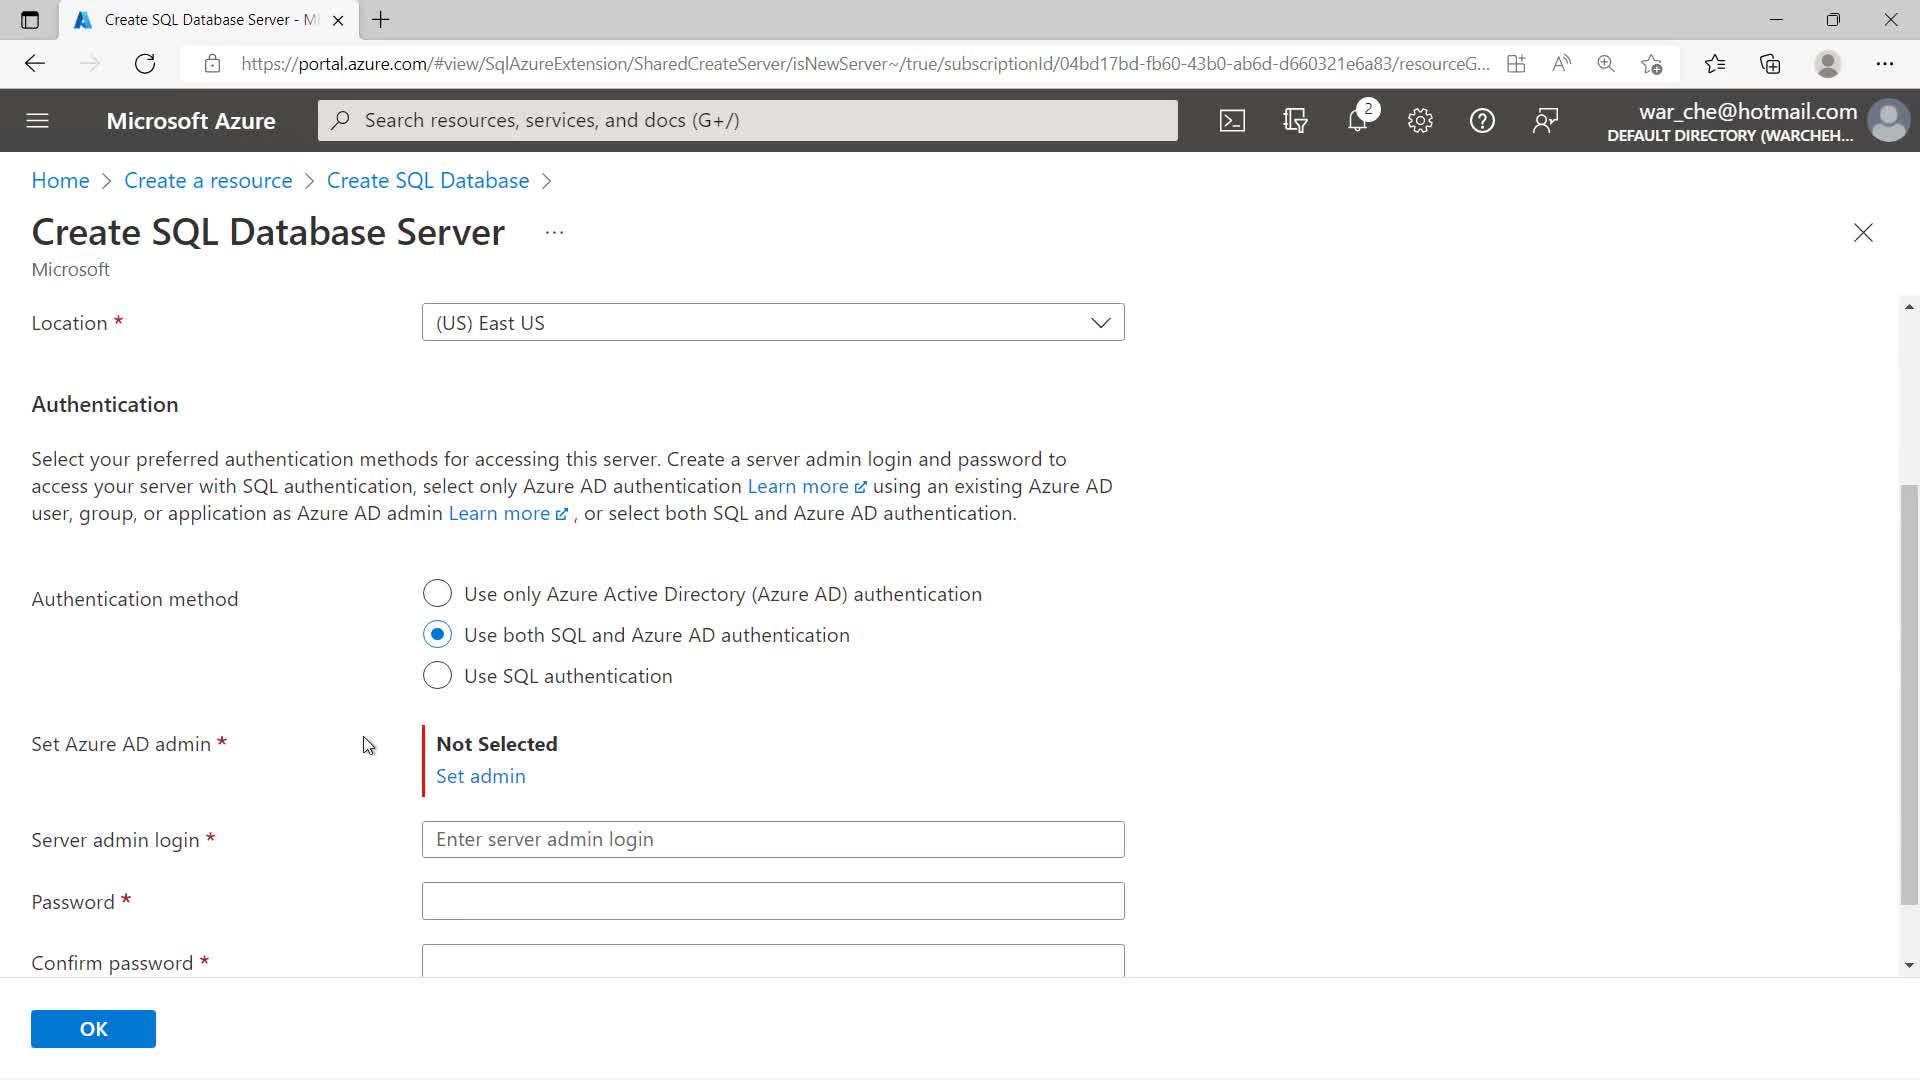 Create SQL Database Server - M
https://portal.azure.com/#view/SqlAzureExtension/SharedCreateServer/isNewServer~/true/subscriptionId/04bd17bd-fb60-43b0-ab6d-d660321e6a83/resourceG...
Microsoft Azure
Search resources, services, and docs (G+/)
2
war_che@hotmail.com
DEFAULT DIRECTORY (WARCHEH...
Home > Create a resource > Create SQL Database >
Create SQL Database Server ...
Microsoft
Location *
(US) East US
Authentication
Select your preferred authentication methods for accessing this server. Create a server admin login and password to
access your server with SQL authentication, select only Azure AD authentication Learn more using an existing Azure AD
user, group, or application as Azure AD admin Learn more , or select both SQL and Azure AD authentication.
Authentication method
Use only Azure Active Directory (Azure AD) authentication
Use both SQL and Azure AD authentication
Use SQL authentication
Set Azure AD admin *
Not Selected
Set admin
Server admin login *
Enter server admin login
Password *
Confirm password *
OK